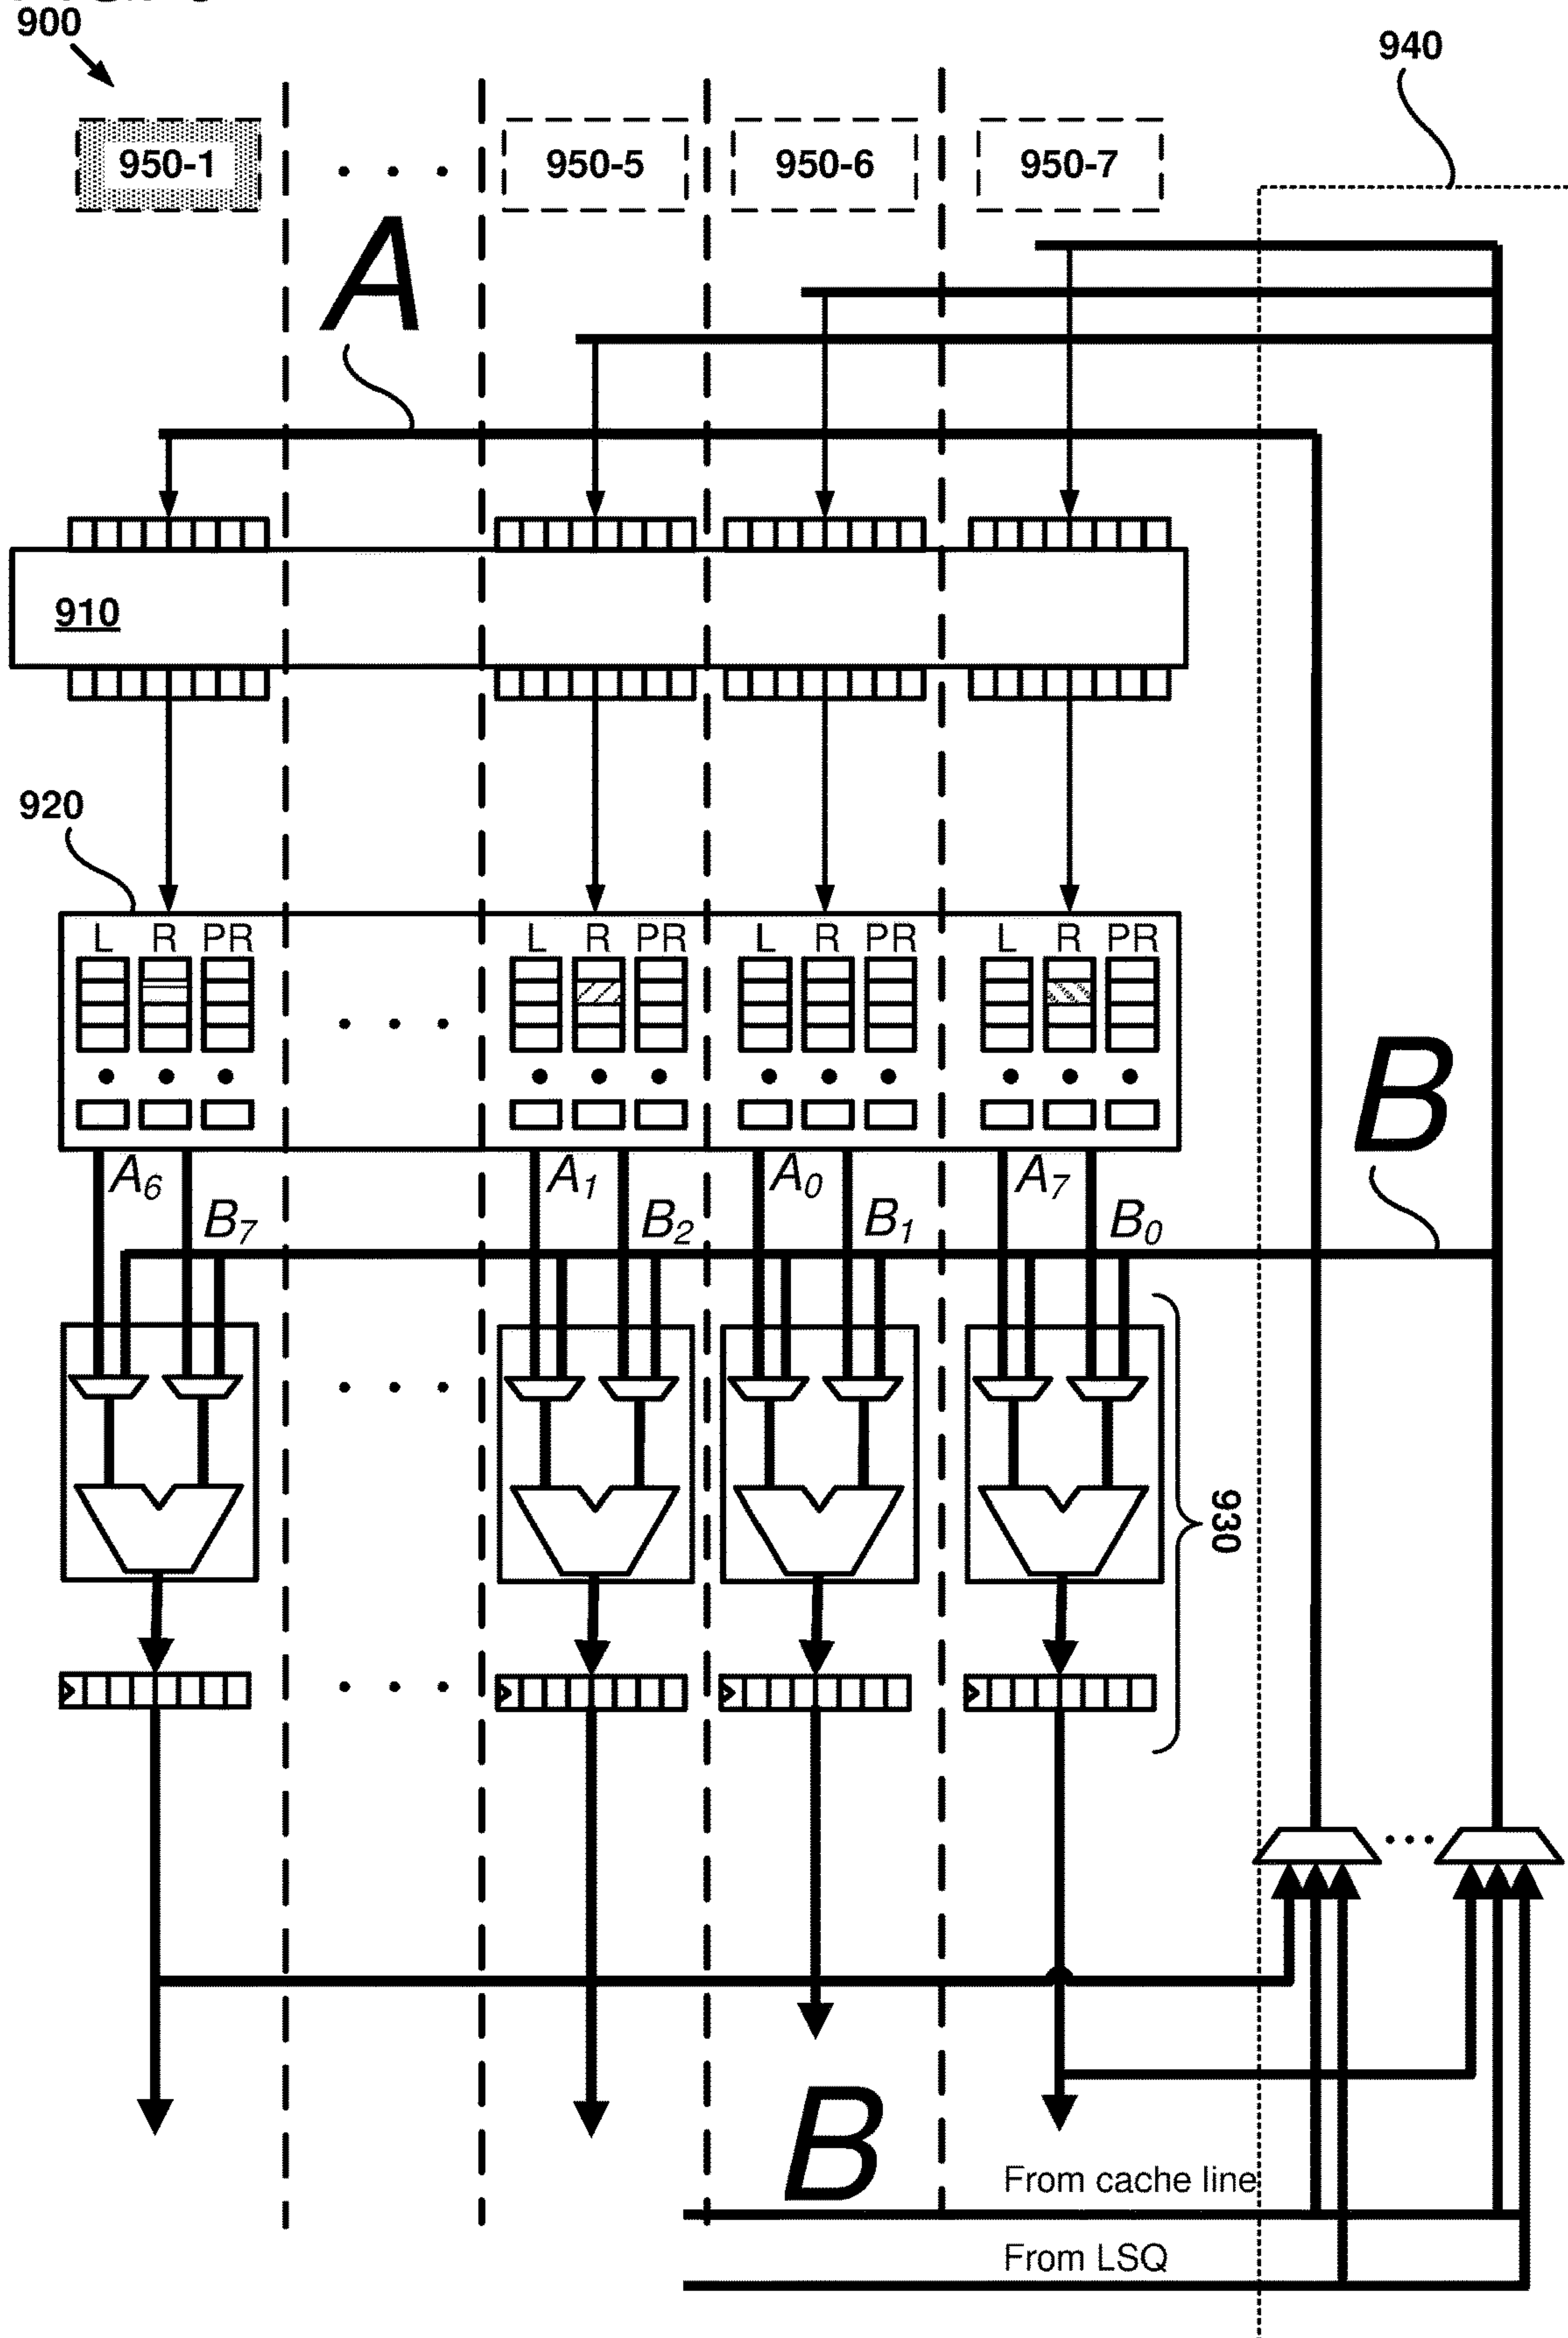 900
940
950-1
950-5
950-6
950-7
A
910
920
L R PR
L R PR
L R PR
L R PR
B
A6
A1
A0
A7
B7
B2
B1
B0
930
B
From cache line
From LSQ